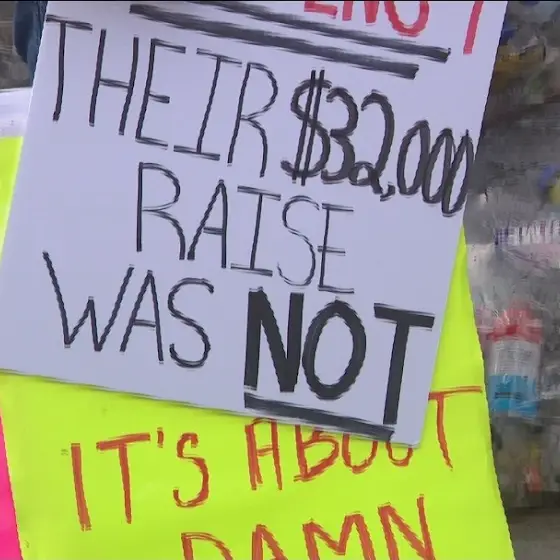 THEIR $32,000
RAISE
WAS NOT
IT'S ABOUT
DAMN